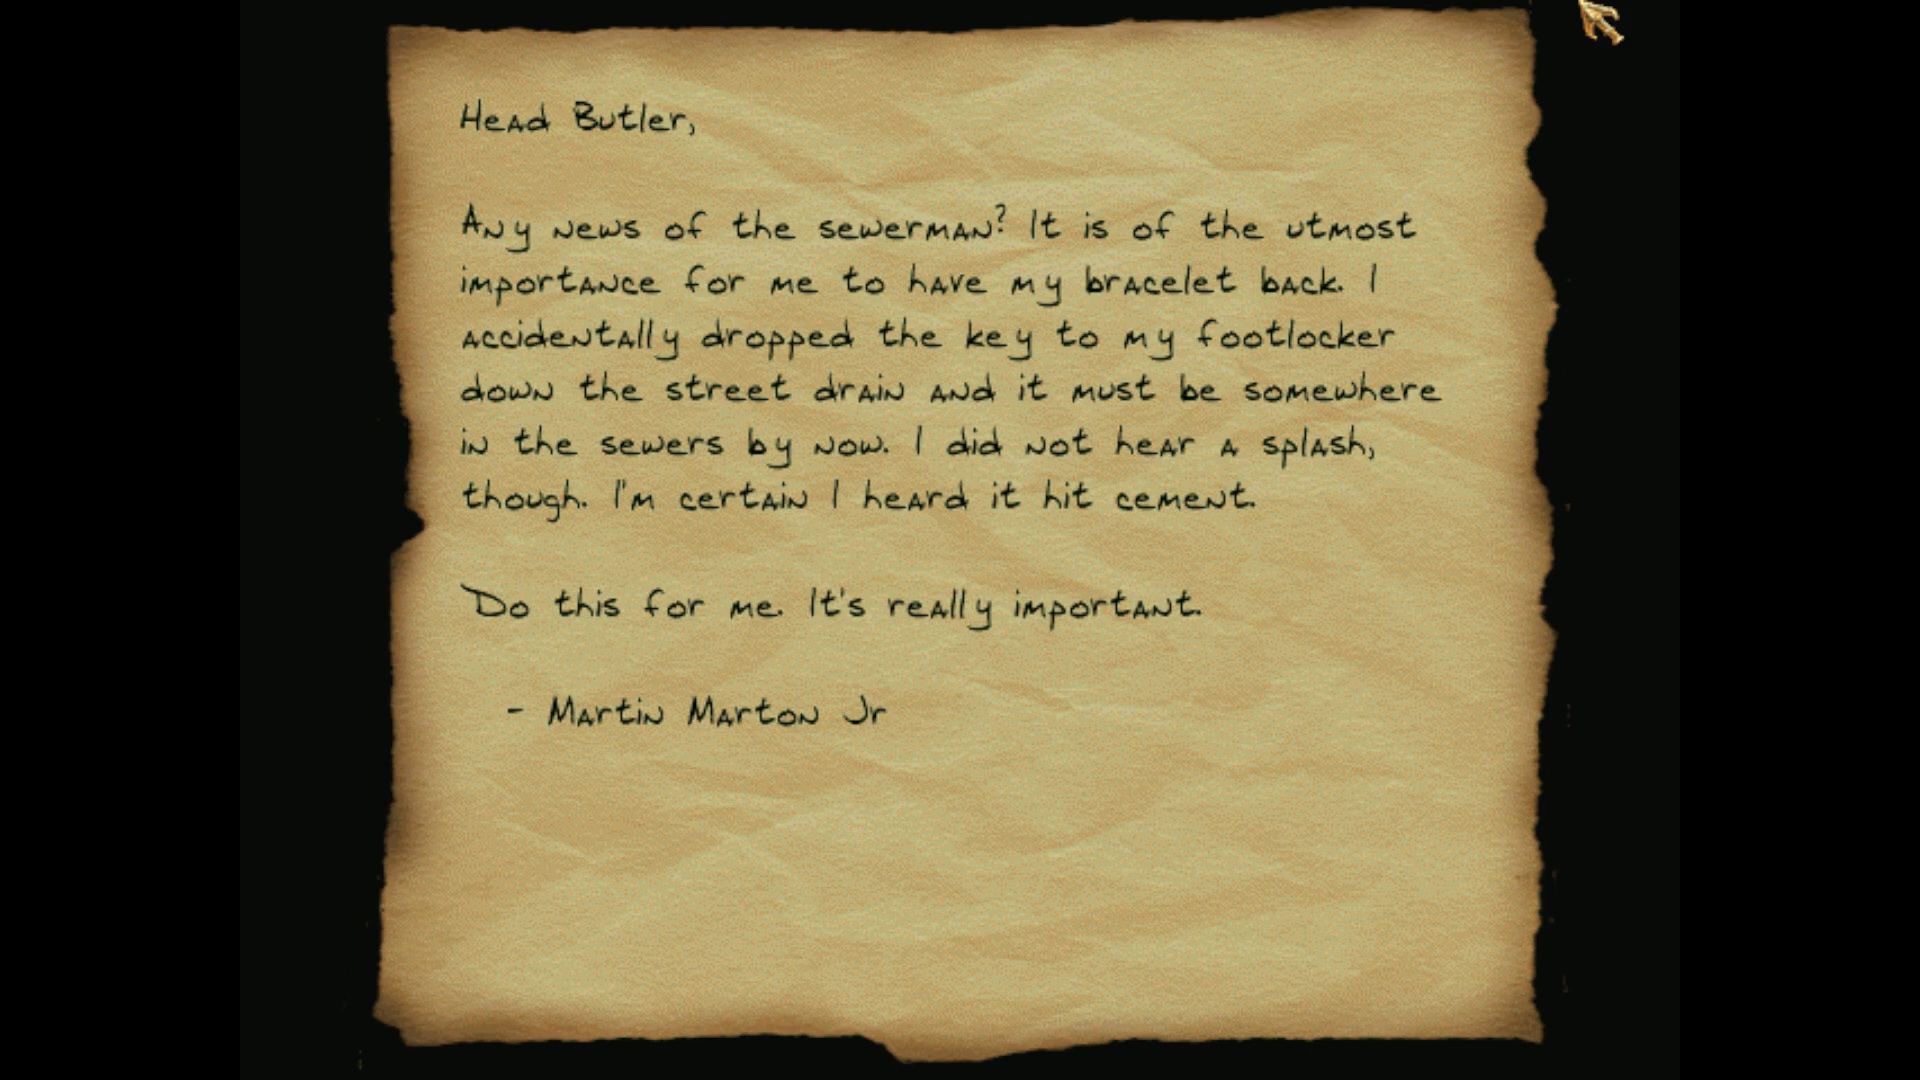 Head Butler,
Any news of the sewerman? It is of the utmost
importance for me to have my bracelet back. I
accidentally dropped the key to my footlocker
down the street drain and it must be somewhere
in the sewers by now. I did not hear a splash,
though. I'm certain I heard it hit cement.
Do this for me. It's really important.
- Martin Marton Jr